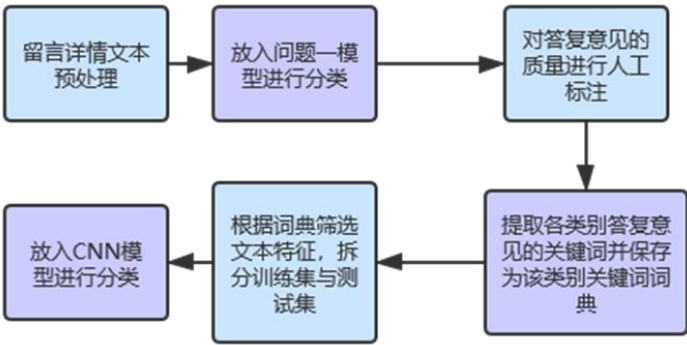 留言详情文本
预处理
放入问题一模
型进行分类
对答复意见的
质量进行人工
标注
提取各类别答复意
见的关键词并保存
为该类别关键词词
典
根据词典筛选
文本特征，拆
分训练集与测
试集
放入CNN模
型进行分类